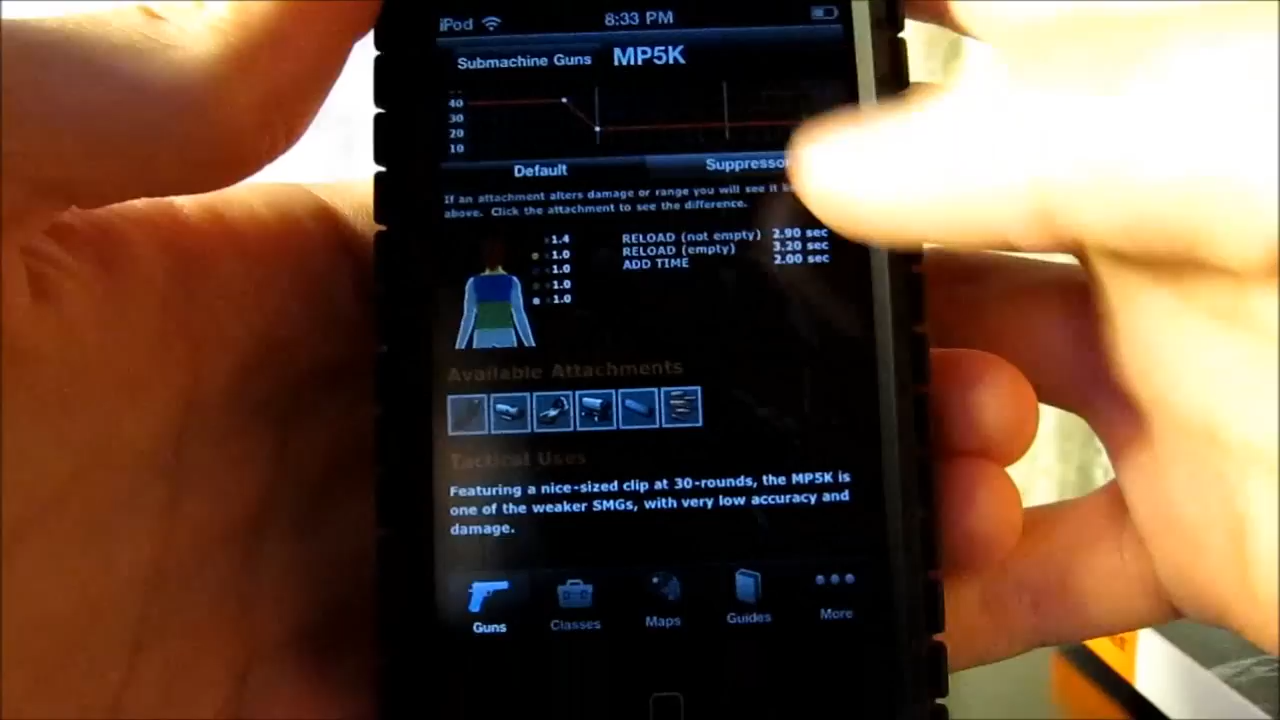 iPod 8:33 PM
Submachine Guns MP5K
40
30
20
10
Default Suppressor
If an attachment alters damage or range you will see it
above. Click the attachment to see the difference.
1.4 RELOAD (not empty) 2.90 sec
1.0 RELOAD (empty) 3.20 sec
1.0 ADD TIME 2.00 sec
1.0
1.0
Available Attachments
Tactical Uses
Featuring a nice-sized clip at 30-rounds, the MP5K is
one of the weaker SMGs, with very low accuracy and
damage.
Guns Classes Maps Guides More